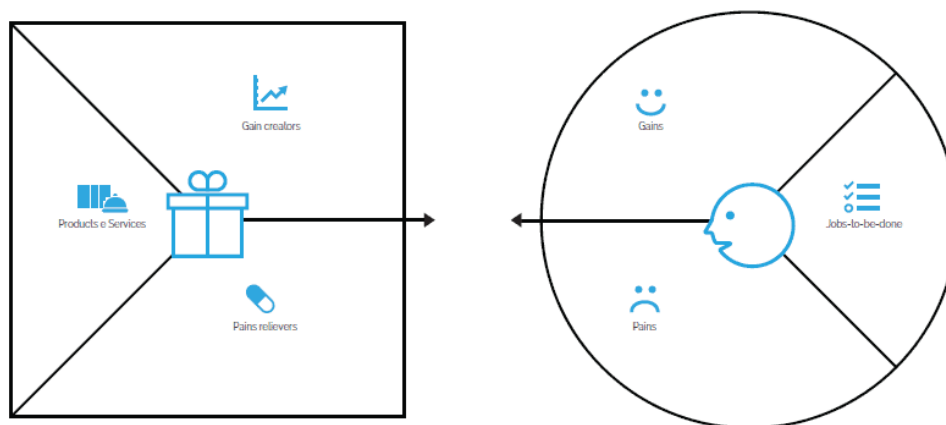 Gain creators
Products e Services
Pains relievers
Gains
Jobs-to-be-done
Pains